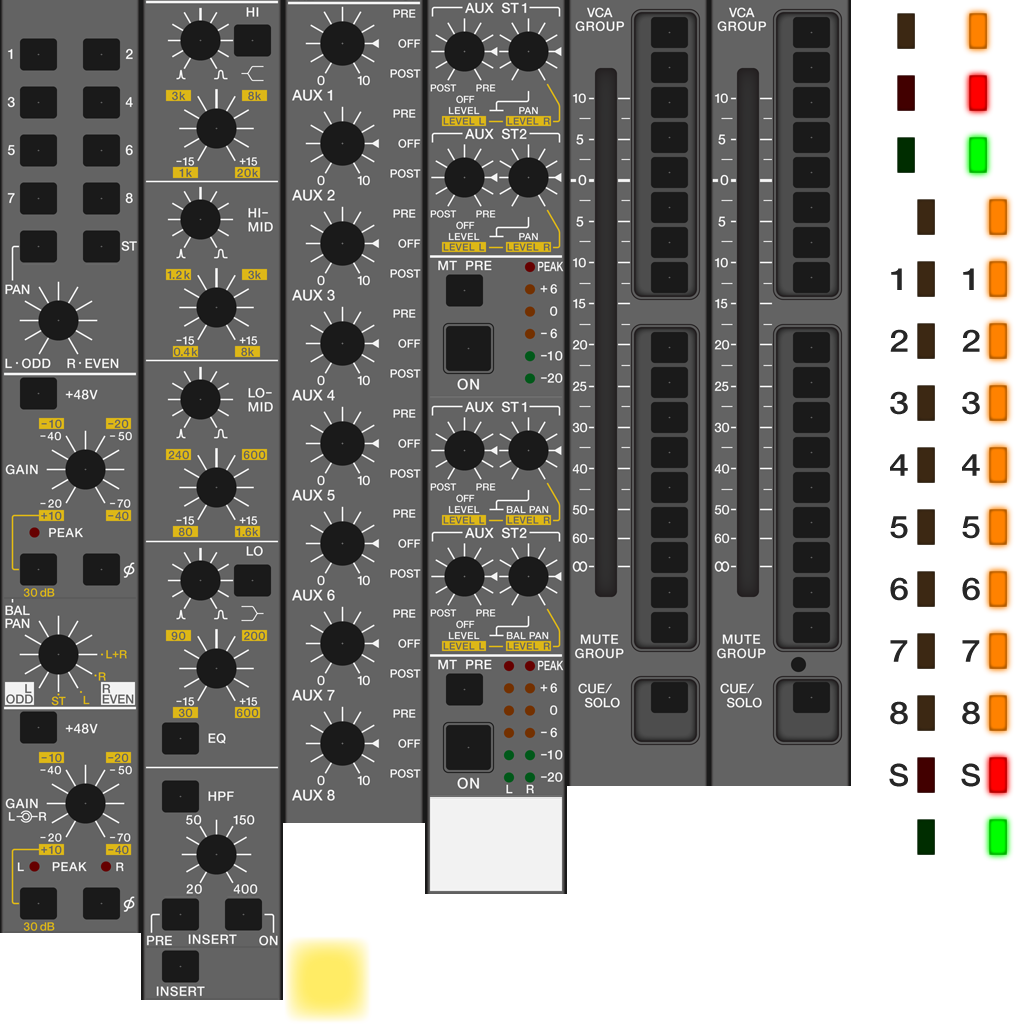 1 2
3 4
5 6
7 8
ST
PAN
L · ODD R · EVEN
+48V
-10 -20
-40 -50
GAIN
-20 -70
+10 -40
PEAK
ϕ
30 dB
BAL
PAN
L+R
R
L
ODD
ST L
R
EVEN
+48V
-10 -20
-40 -50
GAIN
L R
-20 -70
+10 -40
L PEAK R
ϕ
30 dB
HI
3k 8k
-15 +15
1k 20k
HI-
MID
1.2k 3k
-15 +15
0.4k 8k
LO-
MID
240 600
-15 +15
80 1.6k
LO
90 200
-15 +15
30 600
EQ
HPF
50 150
20 400
PRE INSERT ON
INSERT
PRE
OFF
POST
0 10
AUX 1
PRE
OFF
POST
0 10
AUX 2
PRE
OFF
POST
0 10
AUX 3
PRE
OFF
POST
0 10
AUX 4
PRE
OFF
POST
0 10
AUX 5
PRE
OFF
POST
0 10
AUX 6
PRE
OFF
POST
0 10
AUX 7
PRE
OFF
POST
0 10
AUX 8
AUX ST1
POST PRE
OFF
LEVEL PAN
LEVEL L LEVEL R
AUX ST2
POST PRE
OFF
LEVEL PAN
LEVEL L LEVEL R
MT PRE PEAK
+6
0
-6
-10
-20
ON
AUX ST1
POST PRE
OFF
LEVEL BAL PAN
LEVEL L LEVEL R
AUX ST2
POST PRE
OFF
LEVEL BAL PAN
LEVEL L LEVEL R
MT PRE PEAK
+6
0
-6
-10
-20
ON L R
VCA
GROUP
10
5
0
5
10
15
20
25
30
40
50
60
∞
MUTE
GROUP
CUE/
SOLO
VCA
GROUP
10
5
0
5
10
15
20
25
30
40
50
60
∞
MUTE
GROUP
CUE/
SOLO
1 1
2 2
3 3
4 4
5 5
6 6
7 7
8 8
S S